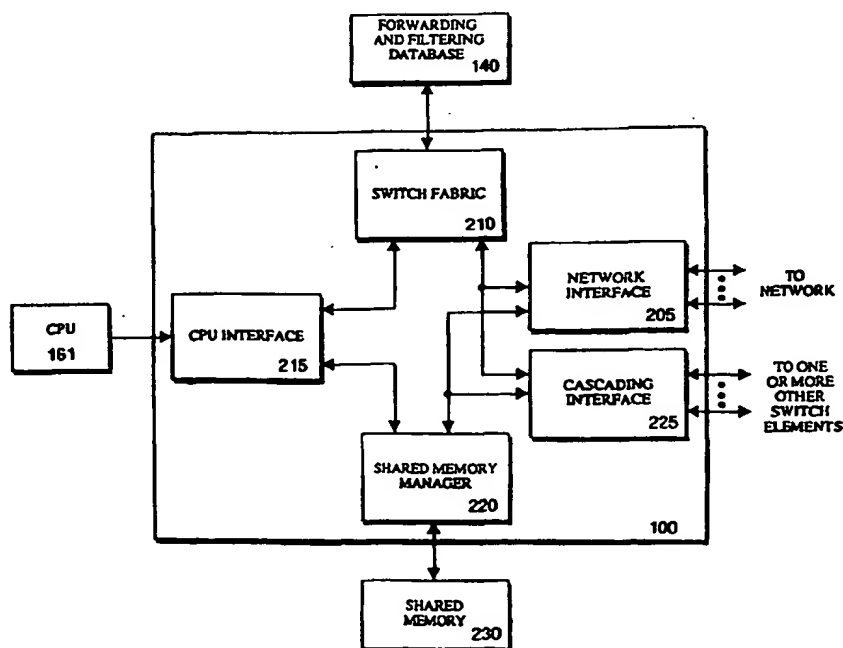 FORWARDING
AND FILTERING
DATABASE
140
SWITCH FABRIC
210
NETWORK
INTERFACE
205
TO
NETWORK
CPU
161
CPU INTERFACE
215
CASCADING
INTERFACE
225
TO ONE
OR MORE
OTHER
SWITCH
ELEMENTS
SHARED MEMORY
MANAGER
220
100
SHARED
MEMORY
230